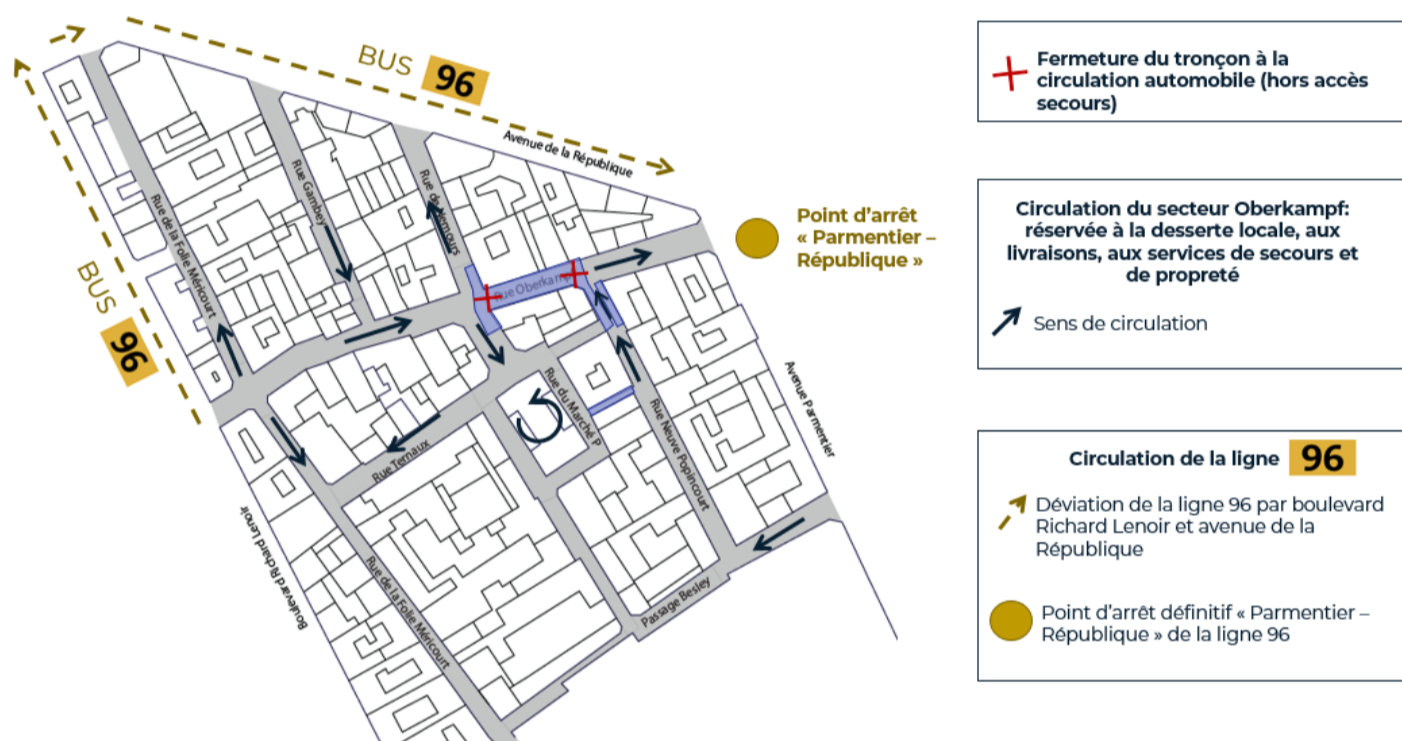 BUS 96
Avenue de la République
Rue Gambey
Rue de Nemours
Rue de la Folie Méricourt
BUS 96
Rue Oberkampf
Point d'arrêt
« Parmentier –
République »
Rue du Marché P
Rue Ternaux
Rue Neuve Popincourt
Avenue Parmentier
Boulevard Richard Lenoir
Rue de la Folie Méricourt
Passage Besley
Fermeture du tronçon à la
circulation automobile (hors accès
secours)
Circulation du secteur Oberkampf:
réservée à la desserte locale, aux
livraisons, aux services de secours et
de propreté
Sens de circulation
Circulation de la ligne 96
Déviation de la ligne 96 par boulevard
Richard Lenoir et avenue de la
République
Point d'arrêt définitif « Parmentier –
République » de la ligne 96